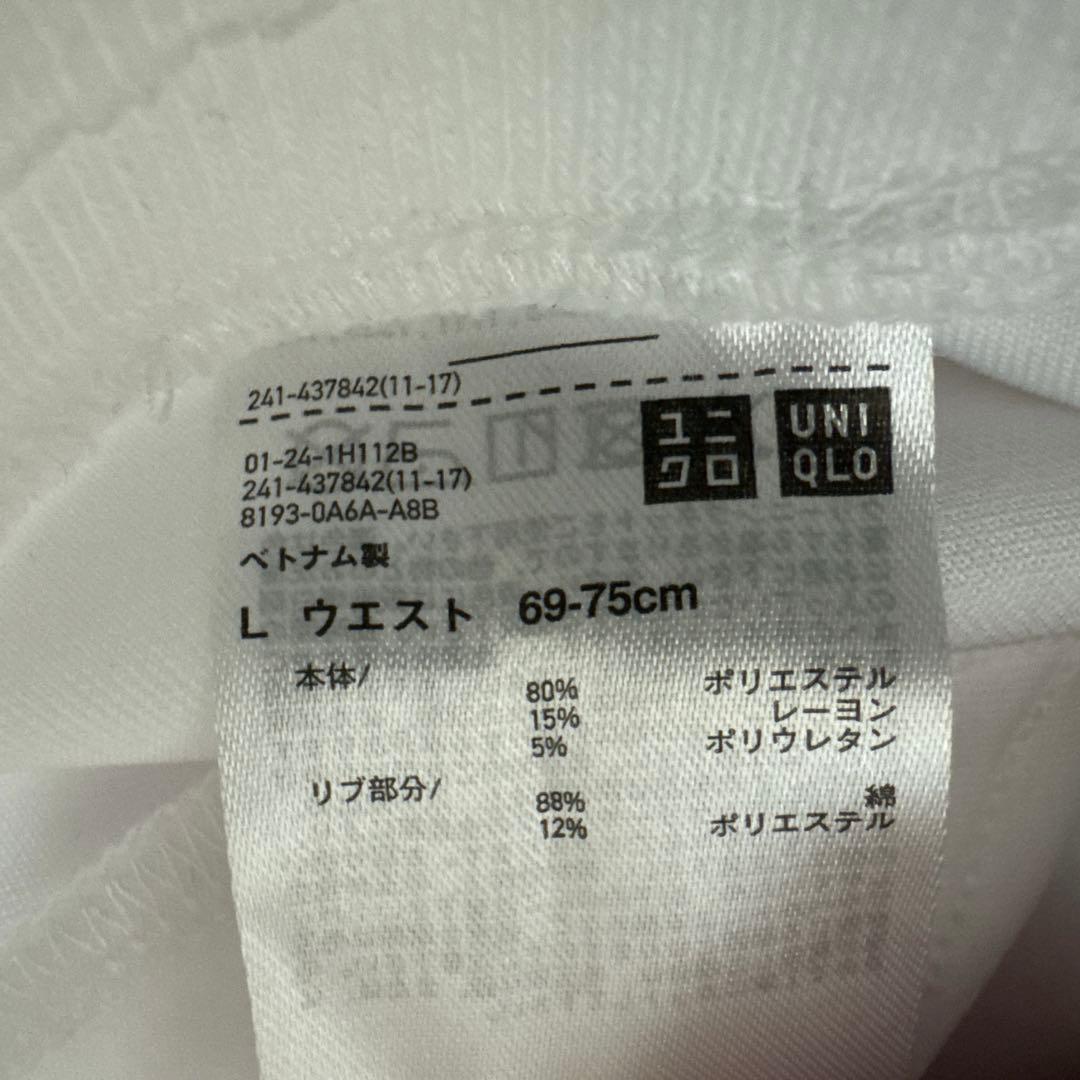 241-437842(11-17)
ユニ
クロ
UNI
QLO
01-24-1H112B
241-437842(11-17)
8193-0A6A-A8B
ベトナム製
L ウエスト 69-75cm
本体/ 80% ポリエステル
15% レーヨン
5% ポリウレタン
リブ部分/ 88% 綿
12% ポリエステル